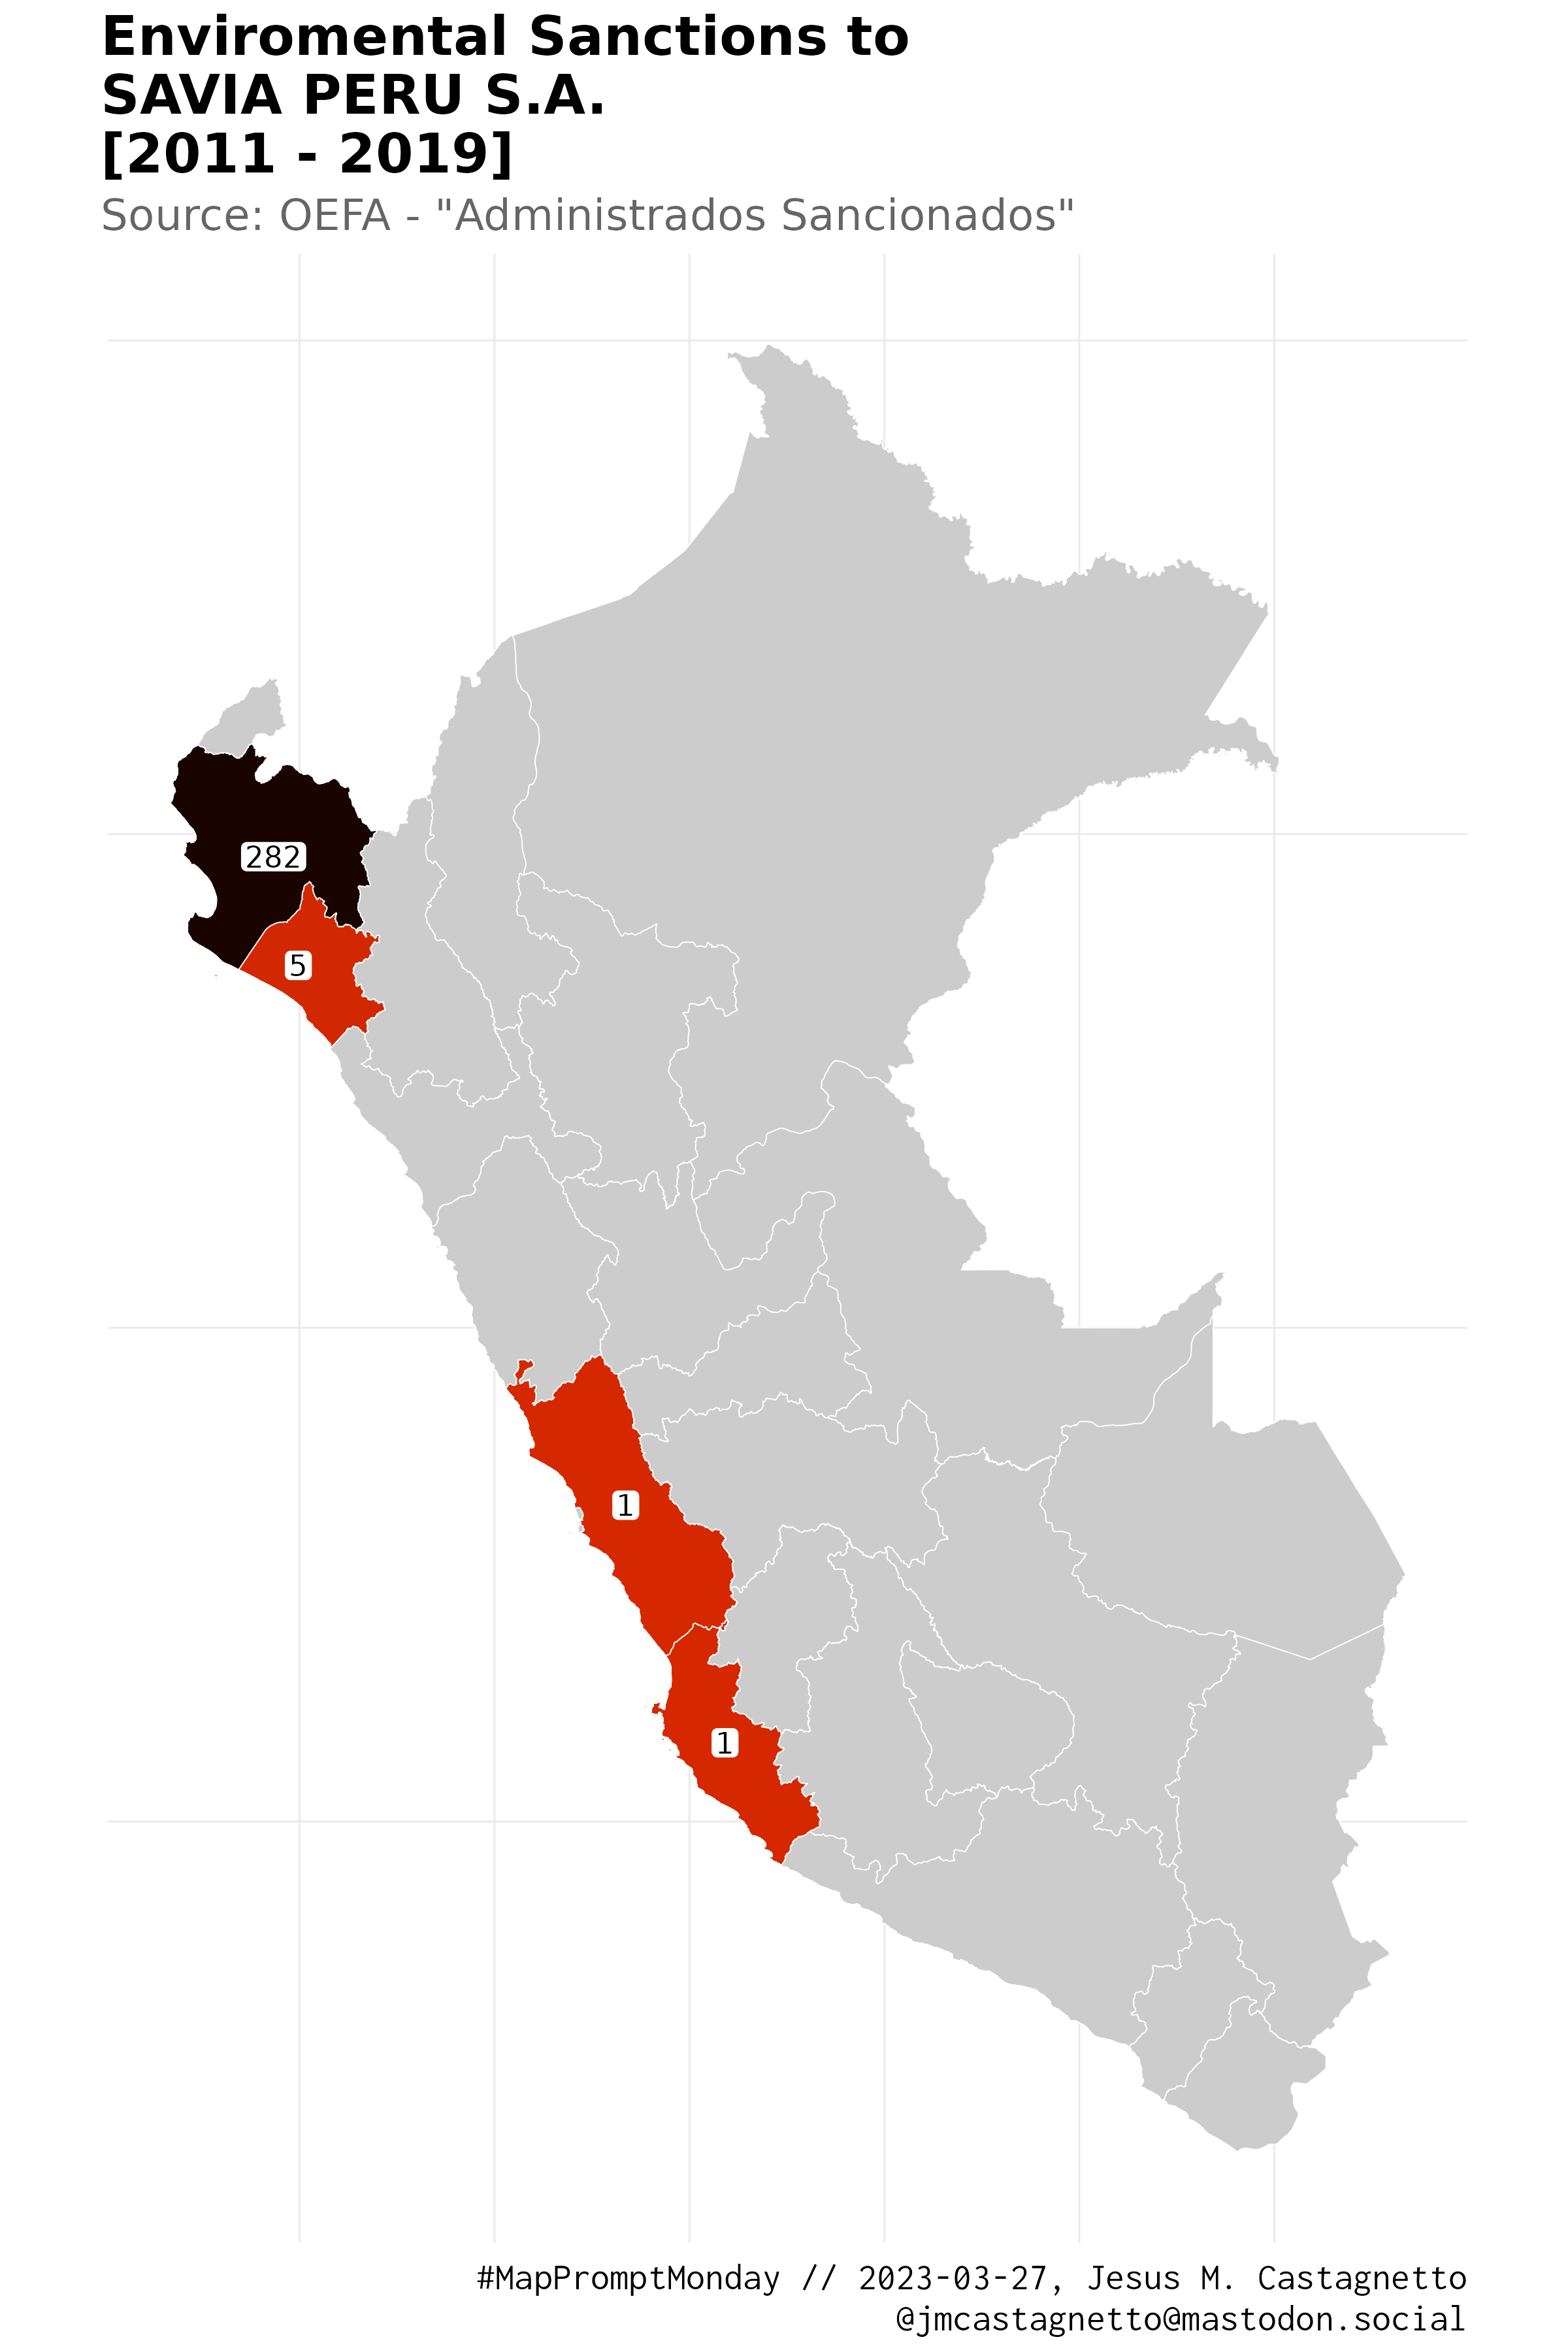 Enviromental Sanctions to
SAVIA PERU S.A.
[2011 - 2019]
Source: OEFA - "Administrados Sancionados"
282
5
1
1
#MapPromptMonday // 2023-03-27, Jesus M. Castagnetto
@jmcastagnetto@mastodon.social